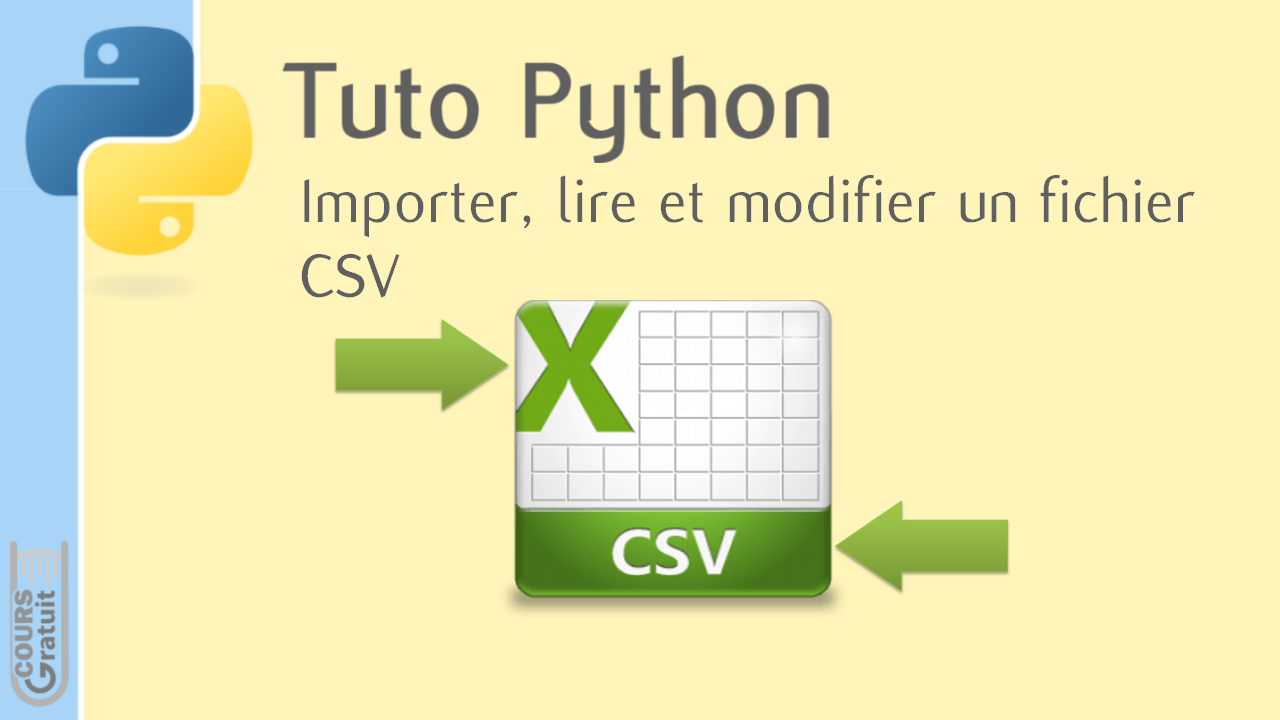 Tuto Python
Importer, lire et modifier un fichier
CSV
X
CSV
COURS
Gratuit